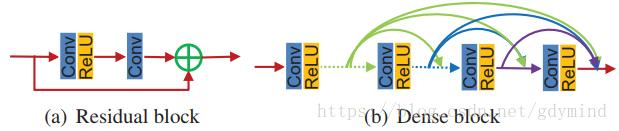 Conv ReLU Conv
Conv ReLU Conv ReLU Conv ReLU Conv ReLU
(a) Residual block
(b) Dense block
https://blog.csdn.net/gdymind